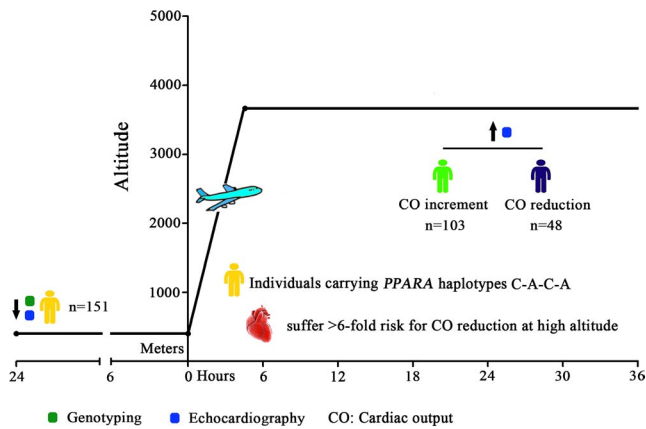 5000
4000
3000
2000
1000
Altitude
Meters
CO increment
n=103
CO reduction
n=48
n=151
Individuals carrying PPARA haplotypes C-A-C-A
suffer >6-fold risk for CO reduction at high altitude
24 6 0 Hours 6 12 18 24 30 36
Genotyping Echocardiography CO: Cardiac output